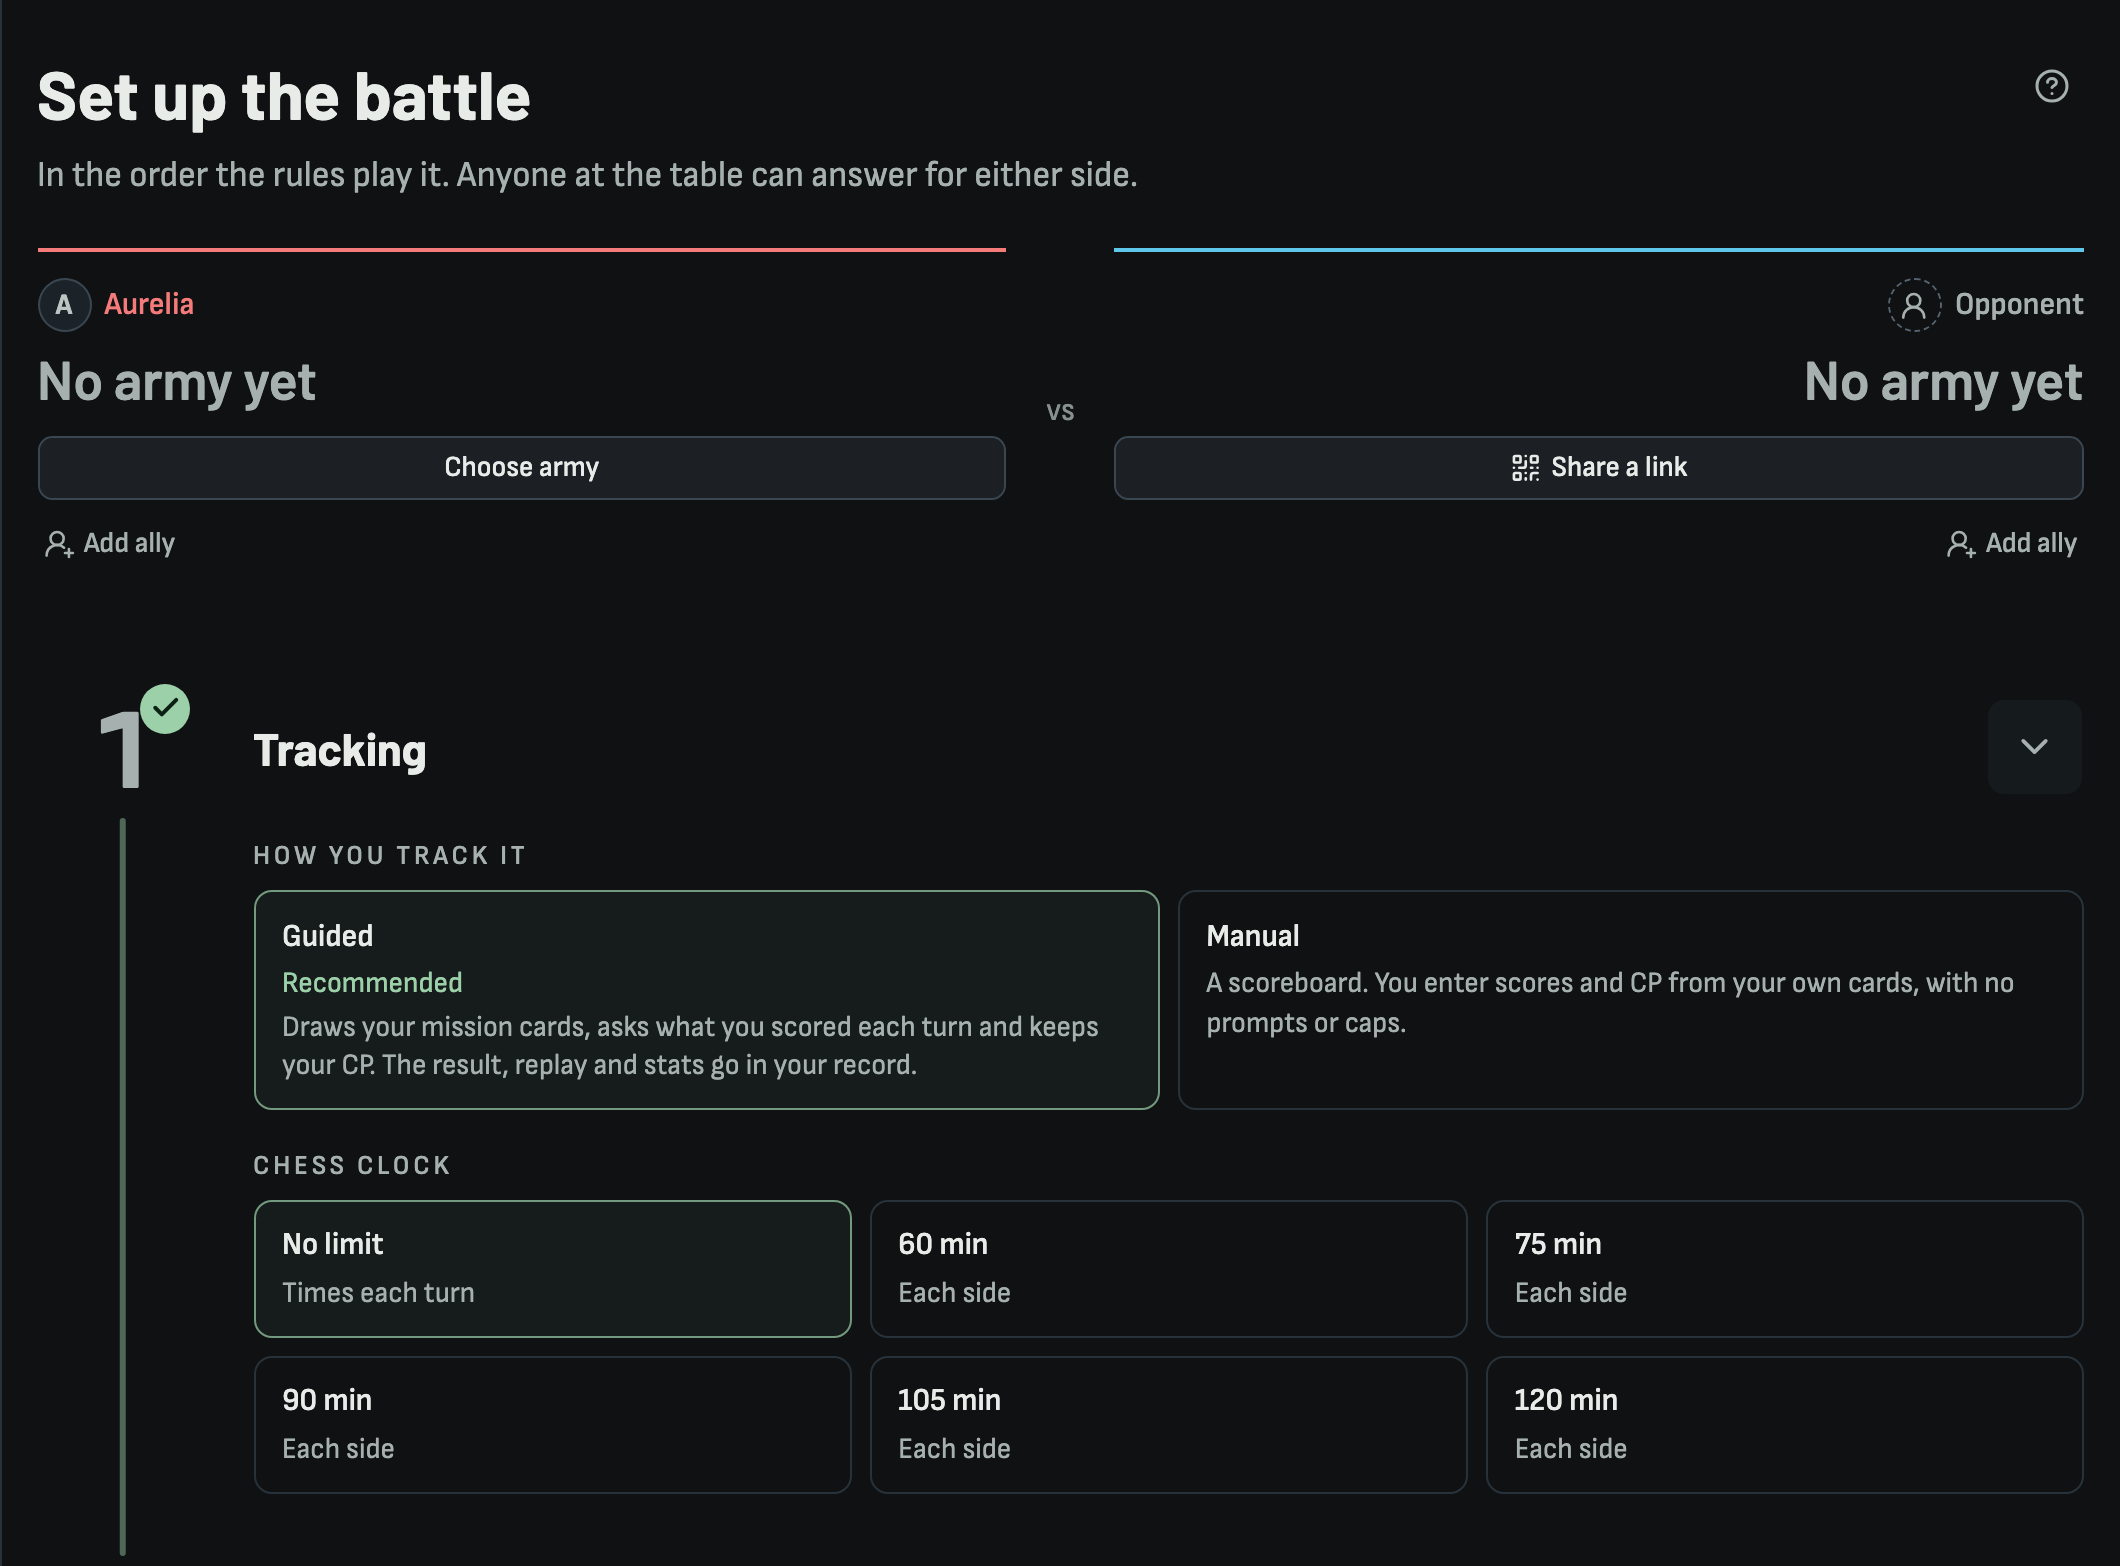 Set up the battle
In the order the rules play it. Anyone at the table can answer for either side.
A Aurelia
No army yet
Choose army
Add ally
vs
Opponent
No army yet
Share a link
Add ally
1
Tracking
HOW YOU TRACK IT
Guided
Recommended
Draws your mission cards, asks what you scored each turn and keeps
your CP. The result, replay and stats go in your record.
Manual
A scoreboard. You enter scores and CP from your own cards, with no
prompts or caps.
CHESS CLOCK
No limit
Times each turn
60 min
Each side
75 min
Each side
90 min
Each side
105 min
Each side
120 min
Each side